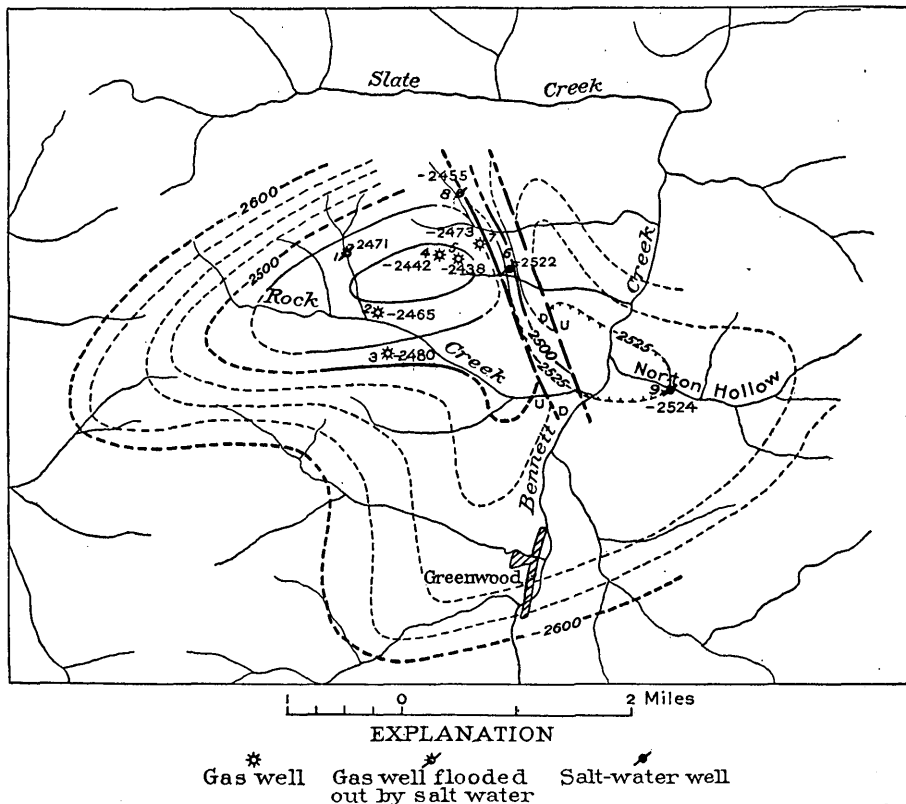 Slate Creek
-2600
-2455
8
-2473
7
-2500
1
-2471
4
5
6
-2522
-2442
-2438
Rock
2
-2465
D U
2500
-2525
3
-2480
Creek
-2525
Creek
Norton Hollow
9
-2524
U D
Bennett
Greenwood
-2600
1 0 2 Miles
EXPLANATION
Gas well
Gas well flooded
out by salt water
Salt-water well